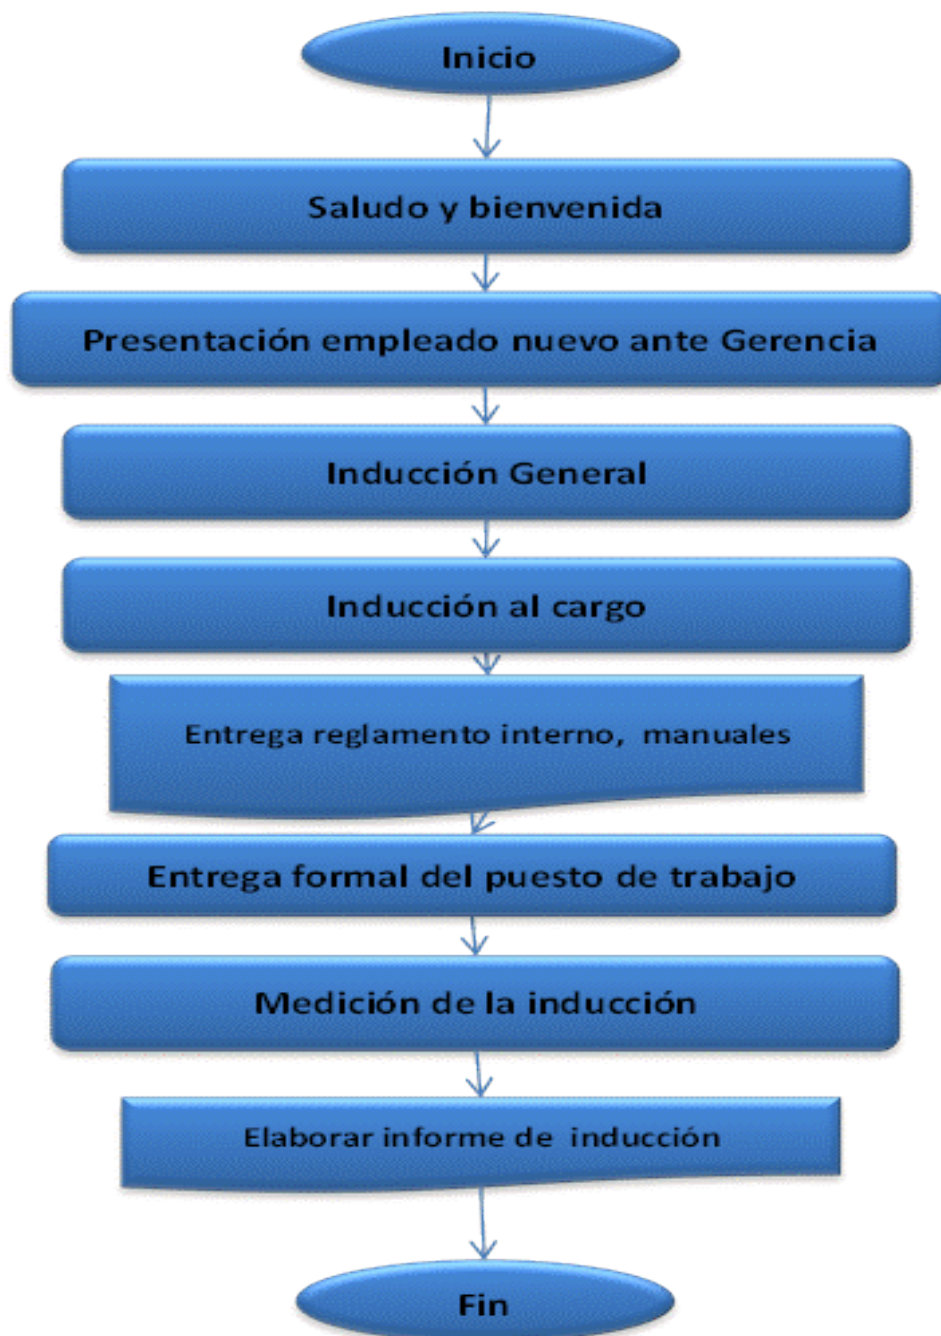 Inicio
Saludo y bienvenida
Presentación empleado nuevo ante Gerencia
Inducción General
Inducción al cargo
Entrega reglamento interno, manuales
Entrega formal del puesto de trabajo
Medición de la inducción
Elaborar informe de inducción
Fin